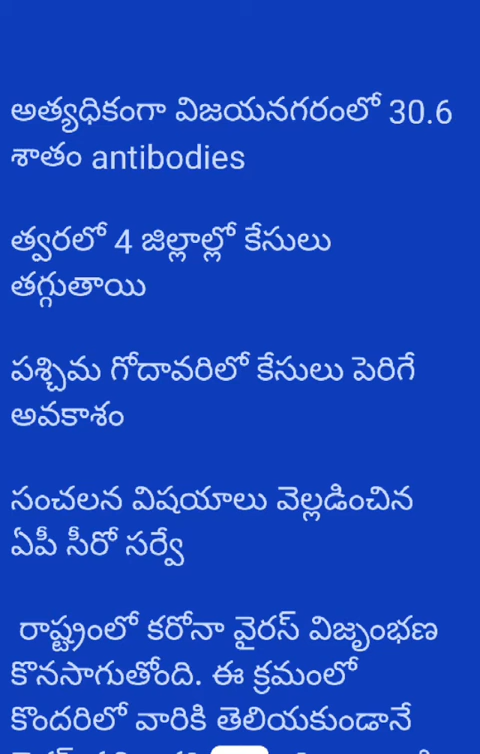 అత్యధికంగా విజయనగరంలో 30.6
శాతం antibodies
త్వరలో 4 జిల్లాల్లో కేసులు
తగ్గుతాయి
పశ్చిమ గోదావరిలో కేసులు పెరిగే
అవకాశం
సంచలన విషయాలు వెల్లడించిన
ఏపీ సీరో సర్వే
రాష్ట్రంలో కరోనా వైరస్ విజృంభణ
కొనసాగుతోంది. ఈ క్రమంలో
కొందరిలో వారికి తెలియకుండానే